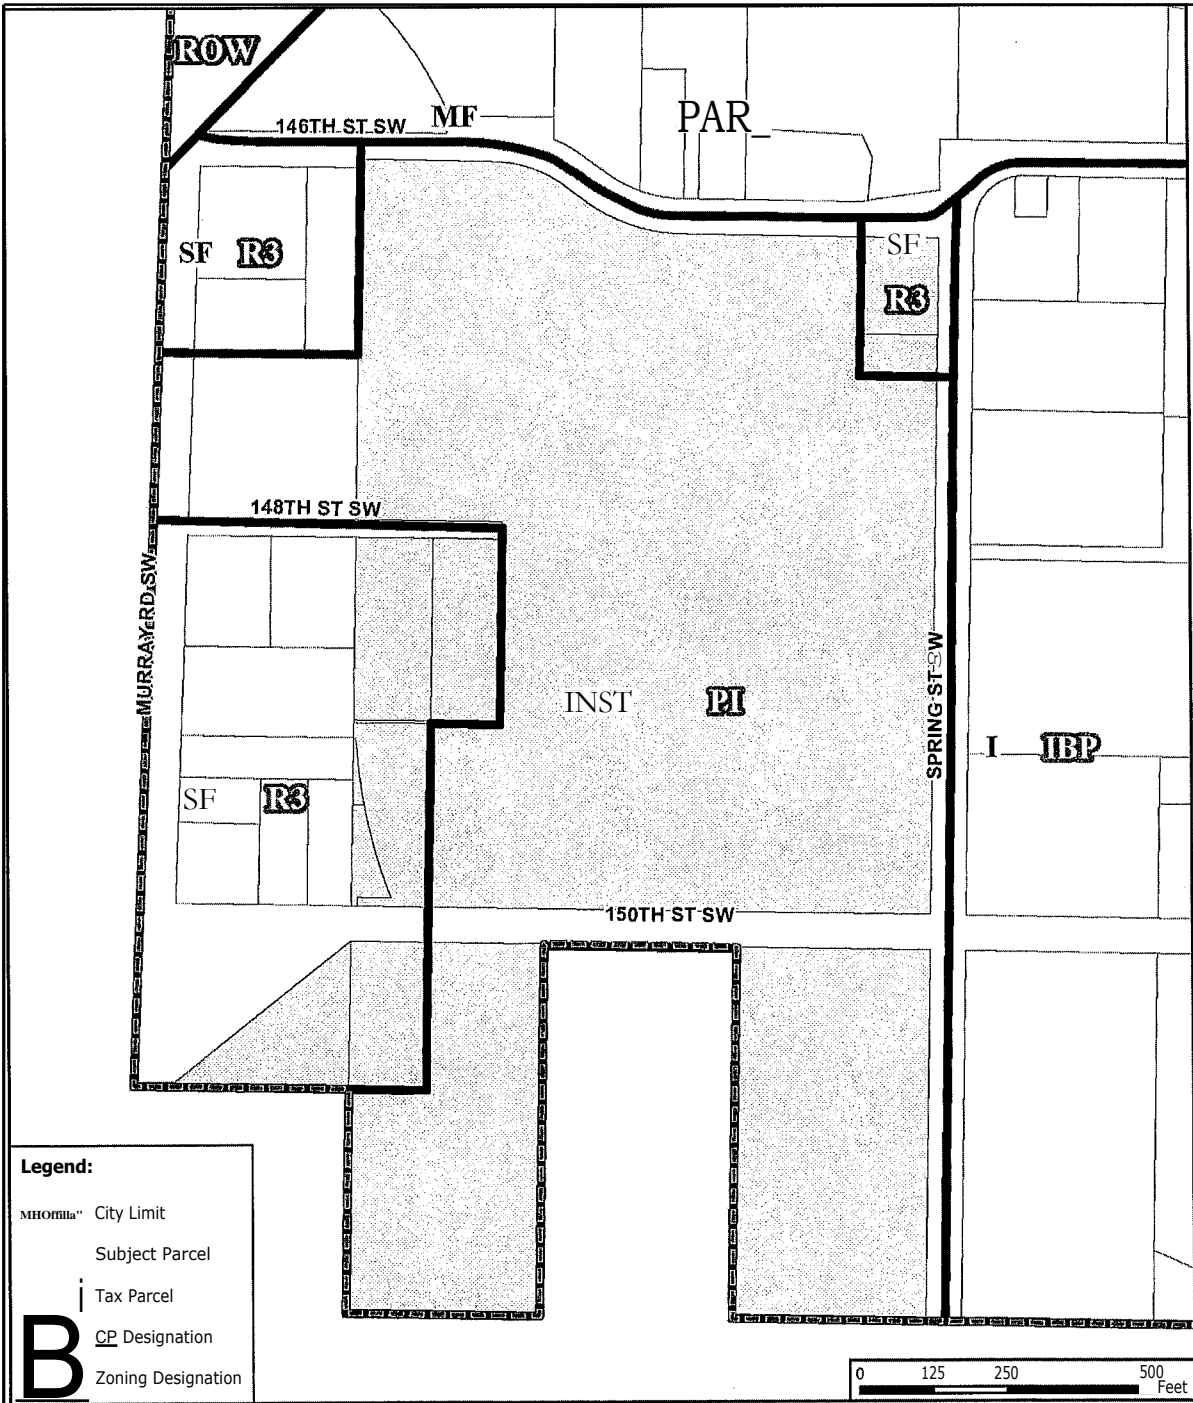 ROW
MF
PAR_
146TH ST SW
SF R3
SF
R3
148TH ST SW
MURRAY RD SW
INST PI
SPRING ST SW
I IBP
SF R3
150TH ST SW
Legend:
MHOffilla" City Limit
Subject Parcel
Tax Parcel
B CP Designation
Zoning Designation
0 125 250 500
Feet